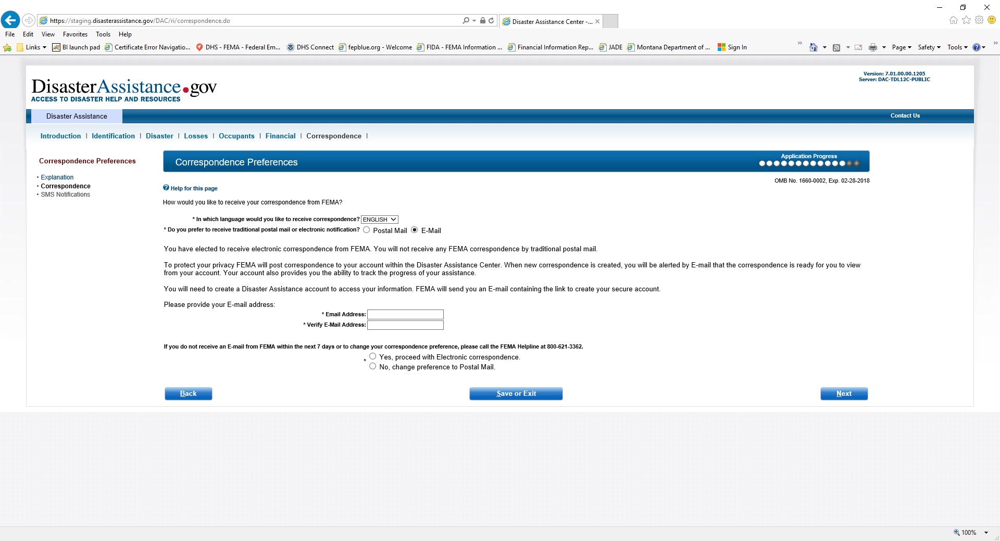 https://staging.disasterassistance.gov/DAC/ri/correspondence.do
Disaster Assistance Center -...
File Edit View Favorites Tools Help
Links BI launch pad Certificate Error Navigatio... DHS - FEMA - Federal Em... DHS Connect fepblue.org - Welcome FIDA - FEMA Information ... Financial Information Rep... JADE Montana Department of ... Sign In Page Safety Tools
Version: 7.01.00.00.1205
Server: DAC-TDL12C-PUBLIC
DisasterAssistance.gov
ACCESS TO DISASTER HELP AND RESOURCES
Disaster Assistance
Contact Us
Introduction | Identification | Disaster | Losses | Occupants | Financial | Correspondence |
Correspondence Preferences
• Explanation
• Correspondence
• SMS Notifications
Correspondence Preferences
Application Progress
OMB No. 1660-0002, Exp. 02-28-2018
Help for this page
How would you like to receive your correspondence from FEMA?
* In which language would you like to receive correspondence? ENGLISH
* Do you prefer to receive traditional postal mail or electronic notification? Postal Mail E-Mail
You have elected to receive electronic correspondence from FEMA. You will not receive any FEMA correspondence by traditional postal mail.
To protect your privacy FEMA will post correspondence to your account within the Disaster Assistance Center. When new correspondence is created, you will be alerted by E-mail that the correspondence is ready for you to view
from your account. Your account also provides you the ability to track the progress of your assistance.
You will need to create a Disaster Assistance account to access your information. FEMA will send you an E-mail containing the link to create your secure account.
Please provide your E-mail address:
* Email Address:
* Verify E-Mail Address:
If you do not receive an E-mail from FEMA within the next 7 days or to change your correspondence preference, please call the FEMA Helpline at 800-621-3362.
* Yes, proceed with Electronic correspondence.
No, change preference to Postal Mail.
Back
Save or Exit
Next
100%